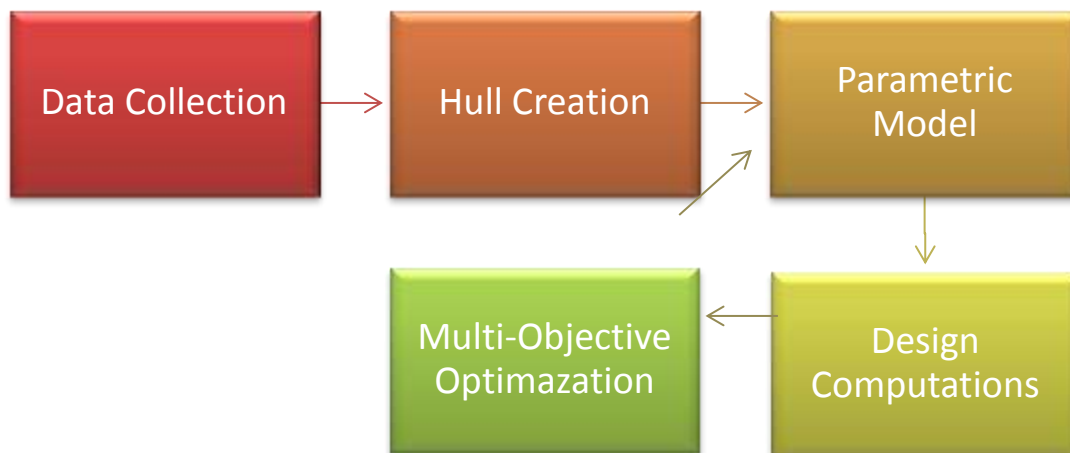 Data Collection
Hull Creation
Parametric
Model
Multi-Objective
Optimazation
Design
Computations